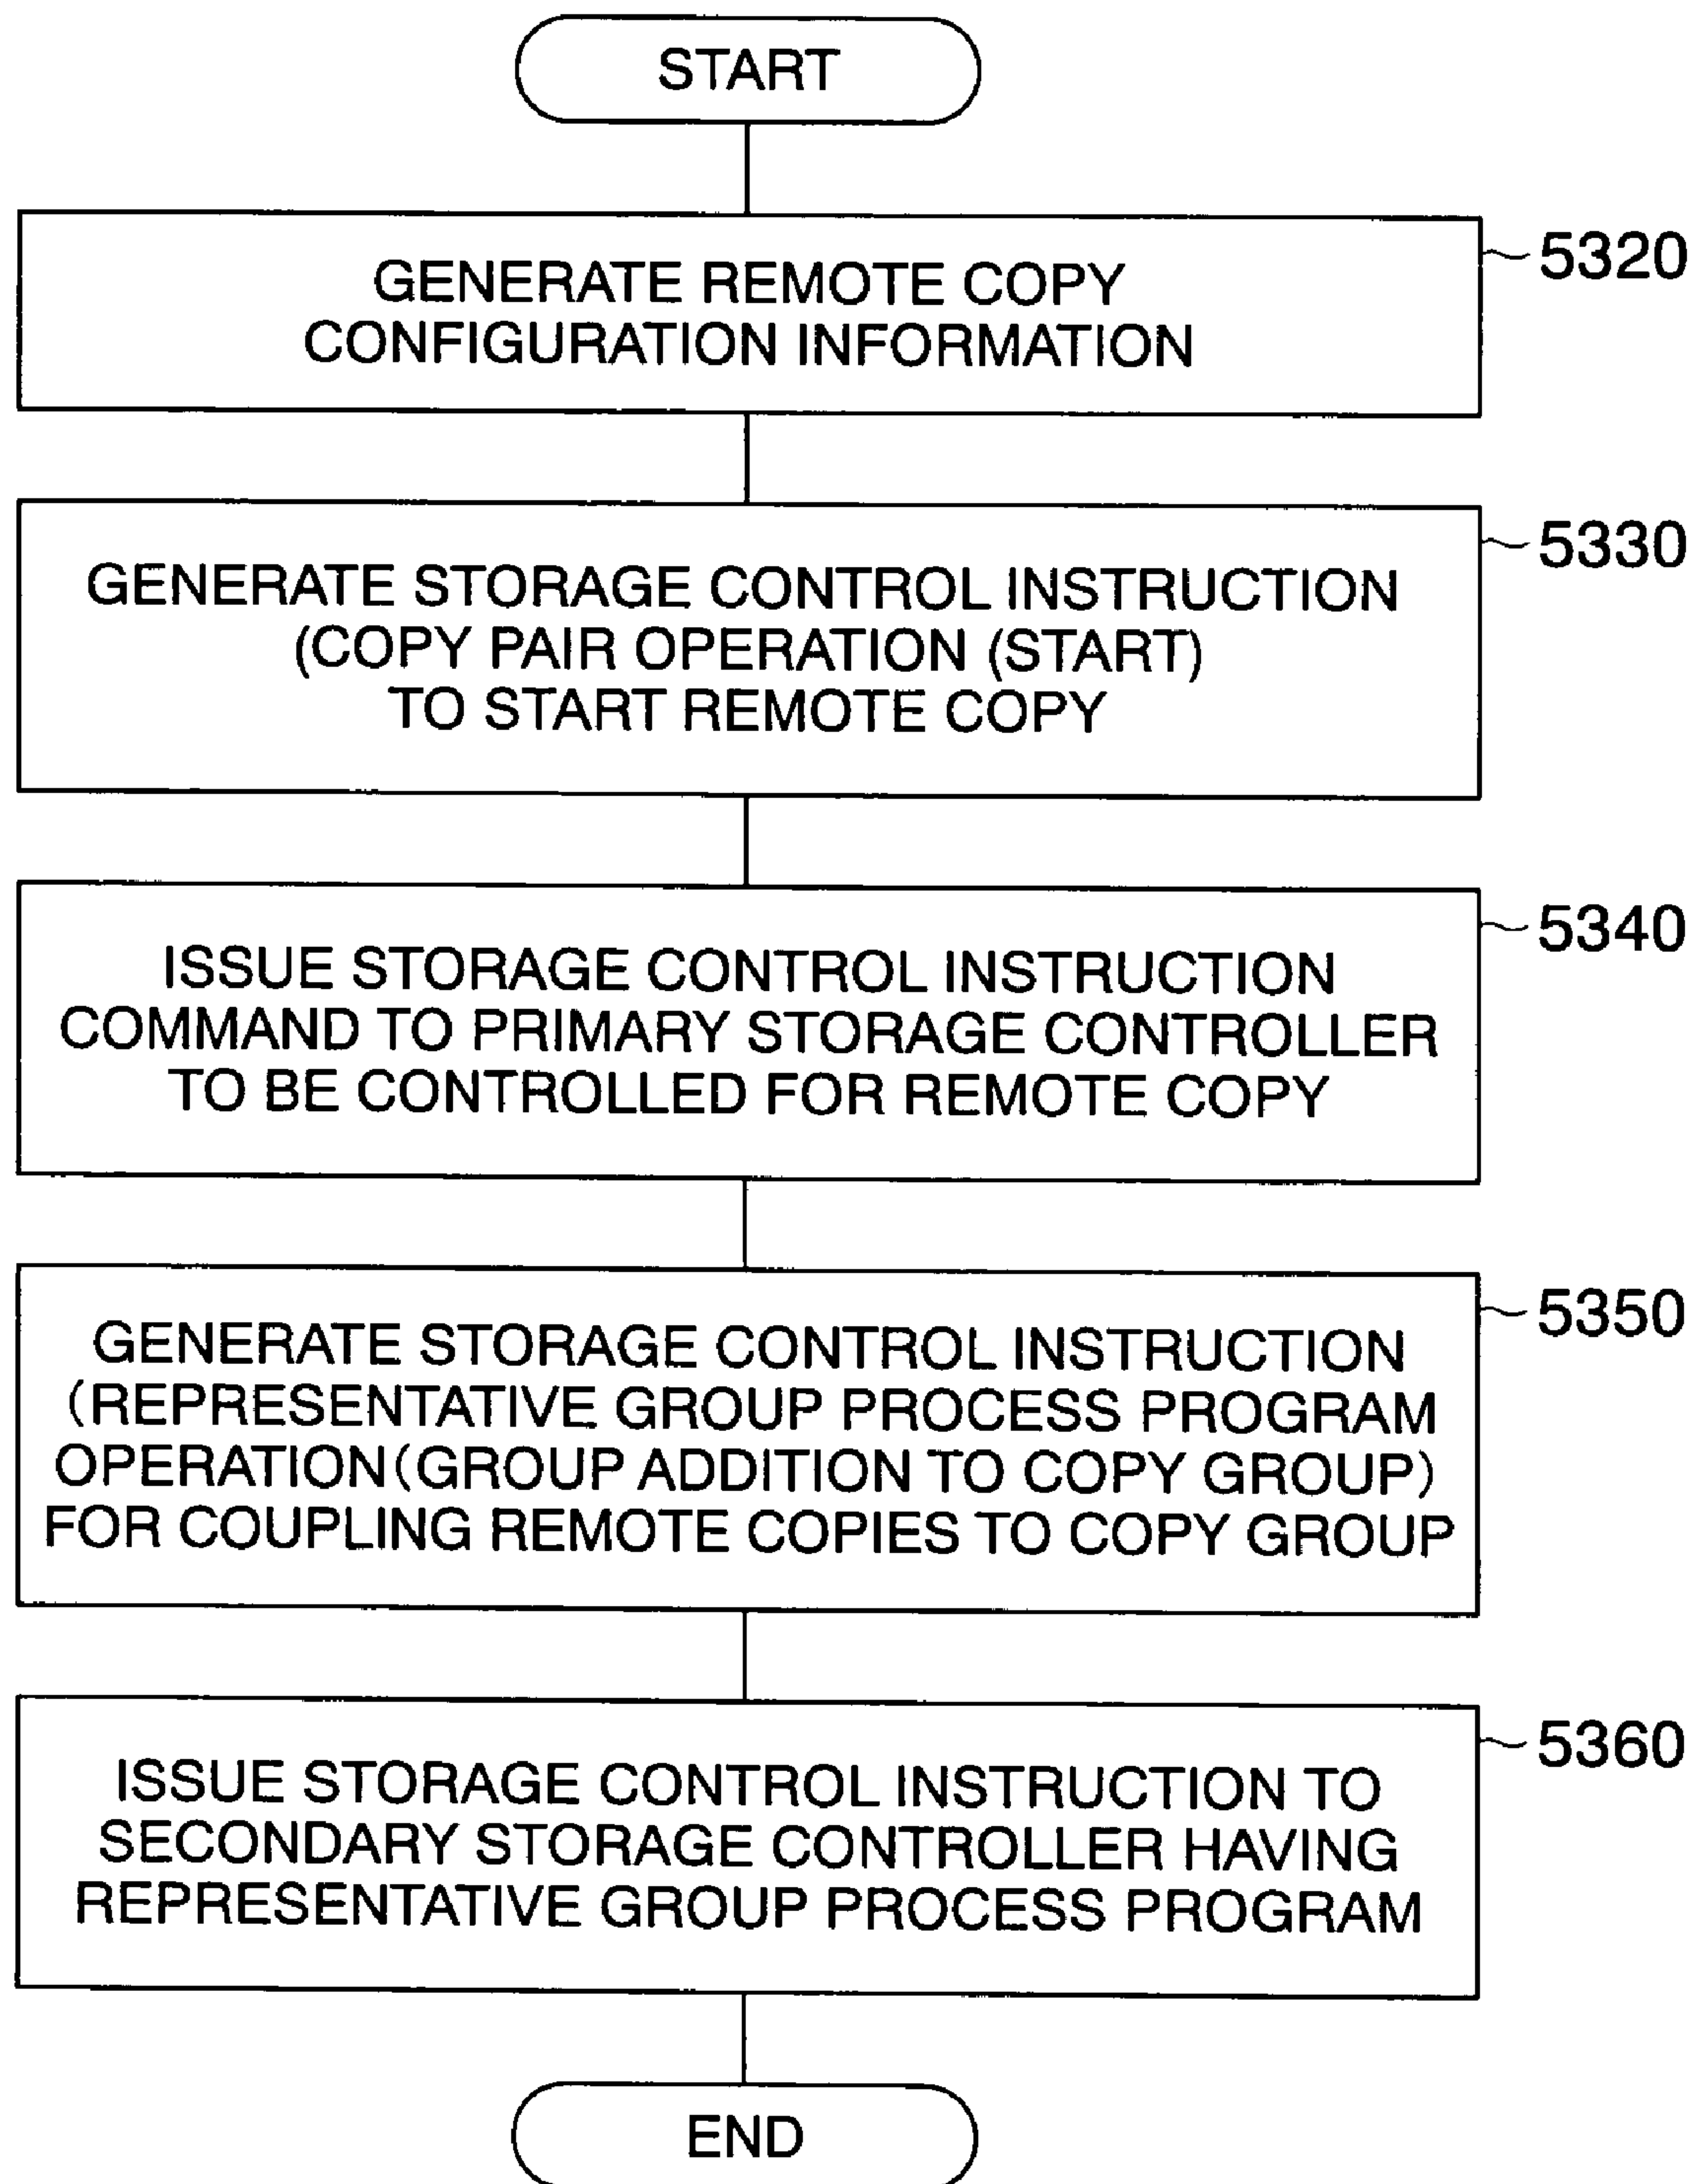 START
GENERATE REMOTE COPY
CONFIGURATION INFORMATION
5320
GENERATE STORAGE CONTROL INSTRUCTION
(COPY PAIR OPERATION (START)
TO START REMOTE COPY
5330
ISSUE STORAGE CONTROL INSTRUCTION
COMMAND TO PRIMARY STORAGE CONTROLLER
TO BE CONTROLLED FOR REMOTE COPY
5340
GENERATE STORAGE CONTROL INSTRUCTION
(REPRESENTATIVE GROUP PROCESS PROGRAM
OPERATION(GROUP ADDITION TO COPY GROUP)
FOR COUPLING REMOTE COPIES TO COPY GROUP
5350
ISSUE STORAGE CONTROL INSTRUCTION TO
SECONDARY STORAGE CONTROLLER HAVING
REPRESENTATIVE GROUP PROCESS PROGRAM
5360
END